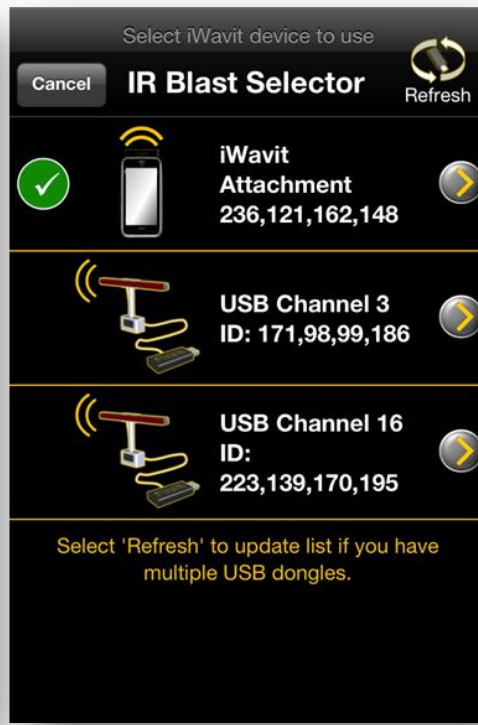 Select iWavit device to use
Cancel
IR Blast Selector
Refresh
iWavit
Attachment
236,121,162,148
USB Channel 3
ID: 171,98,99,186
USB Channel 16
ID:
223,139,170,195
Select 'Refresh' to update list if you have
multiple USB dongles.